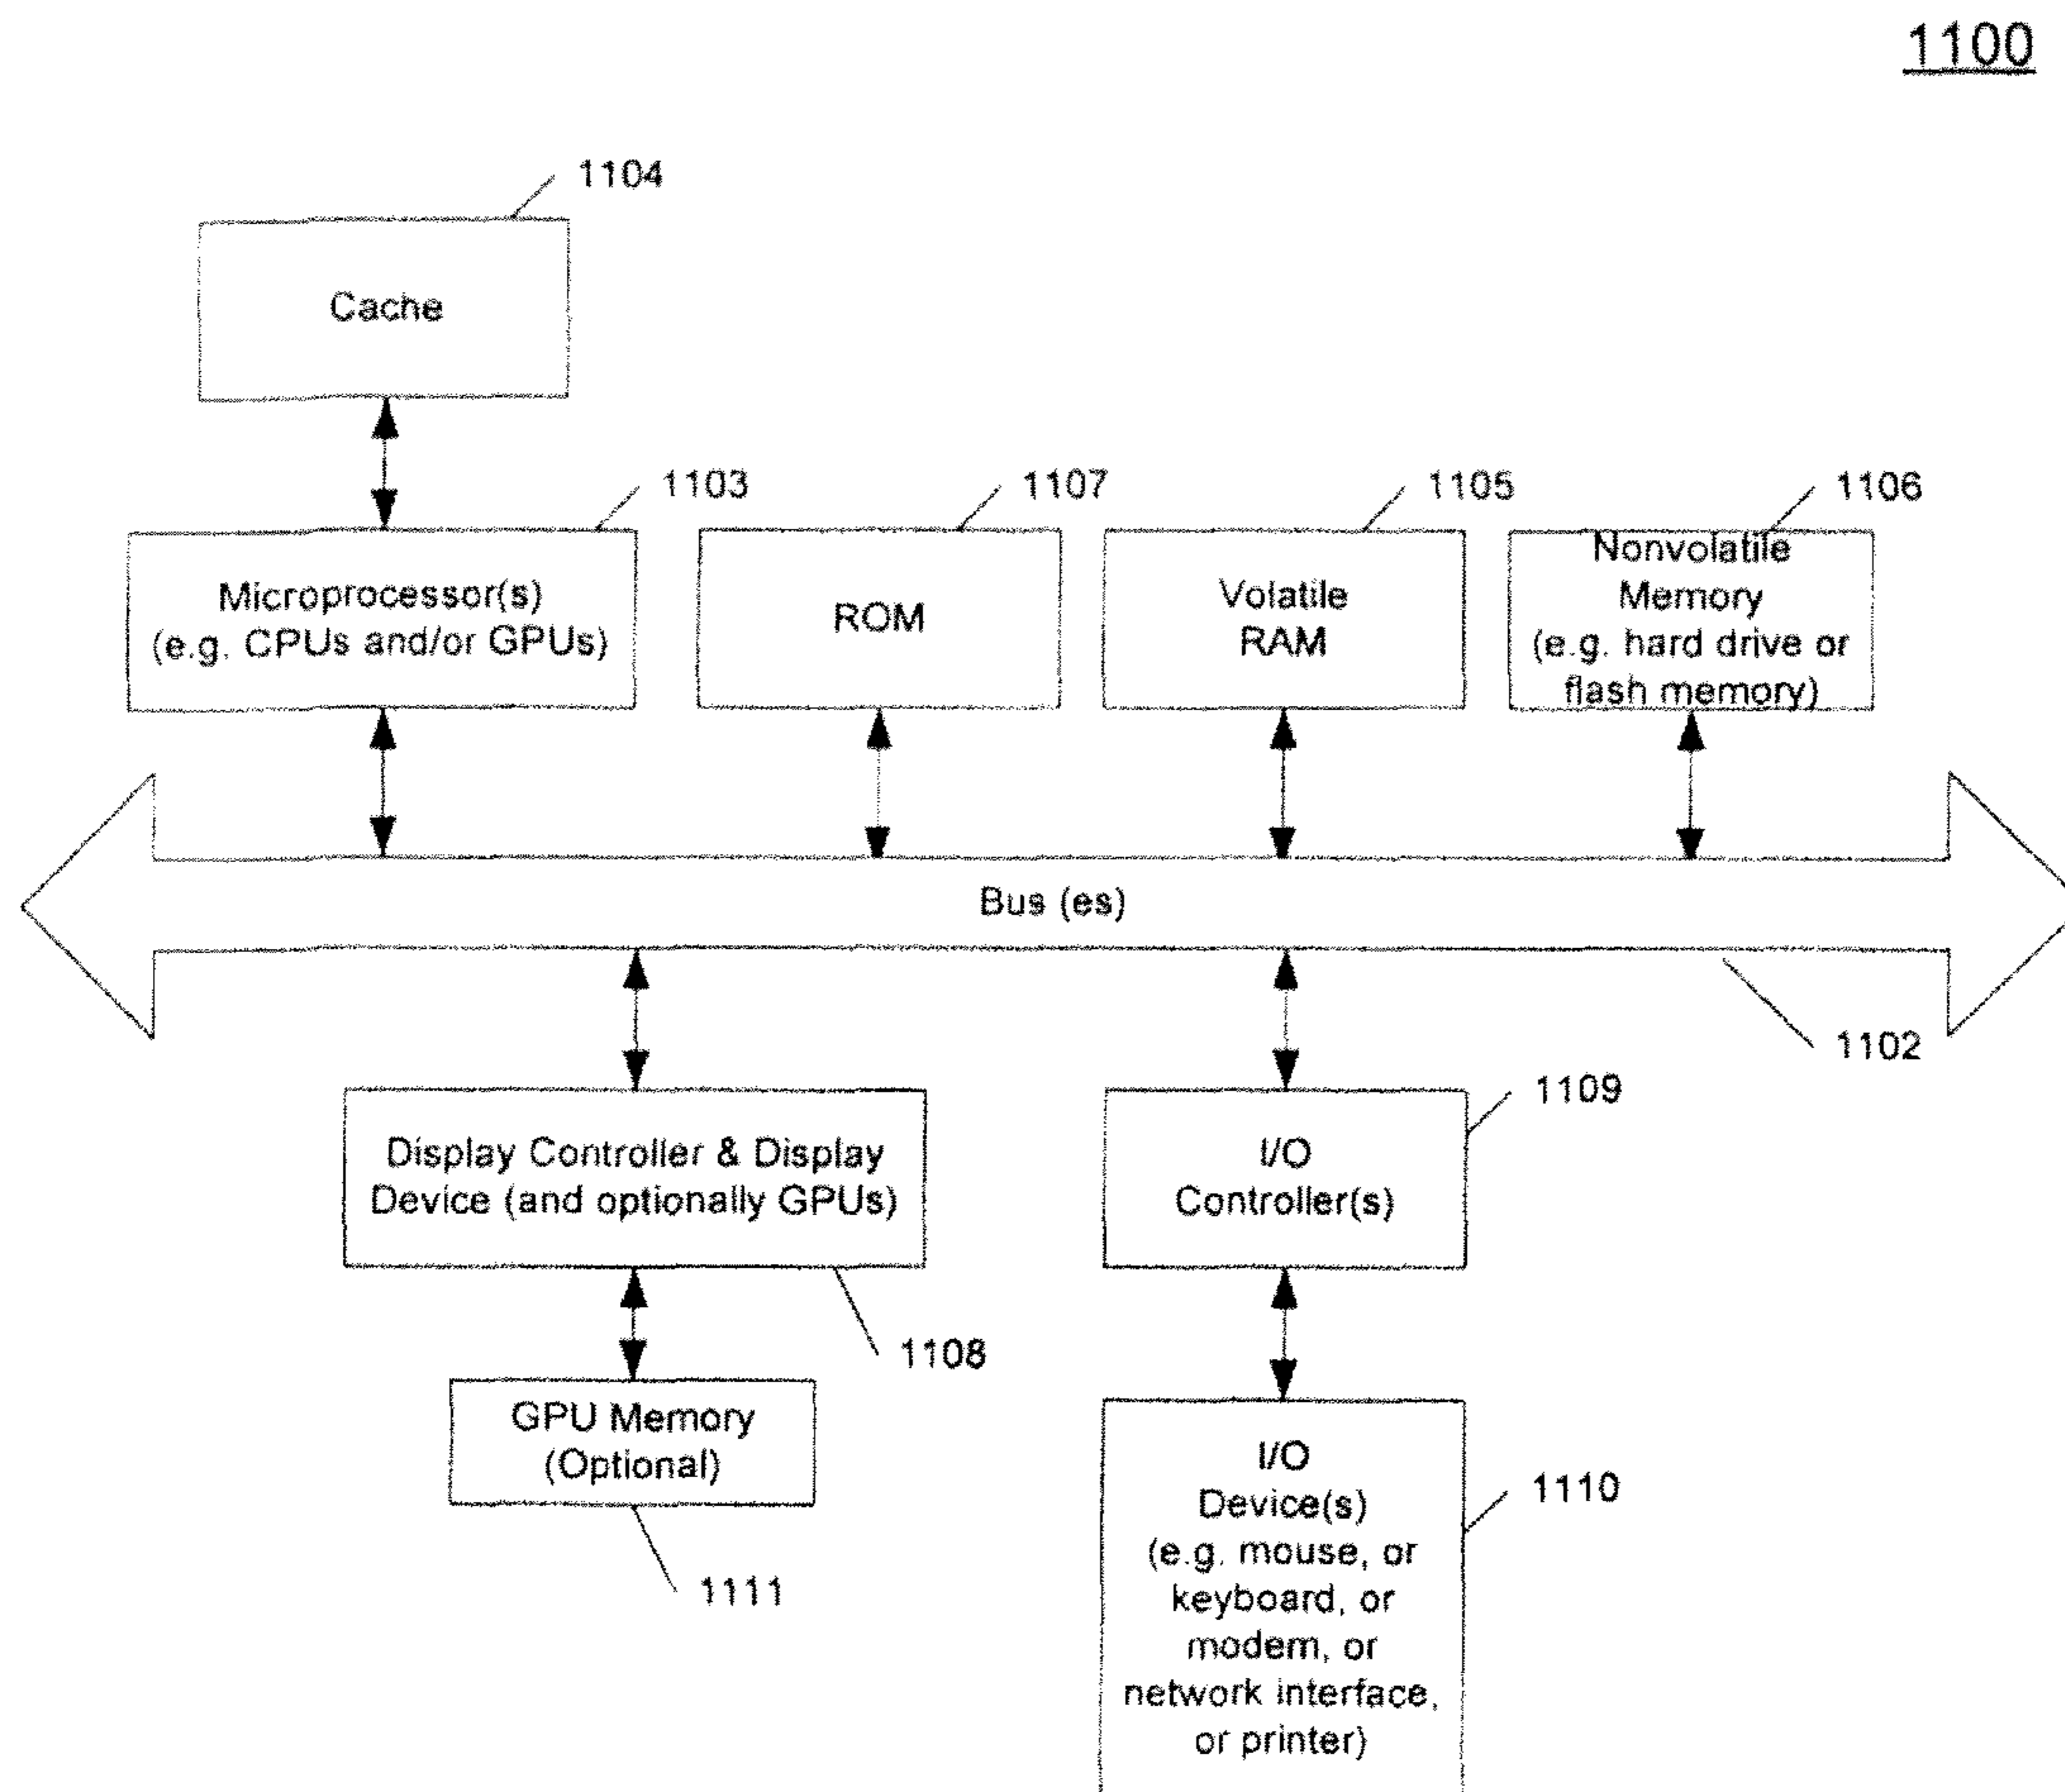 1100
1104
Cache
1103
1107
1105
1106
Microprocessor(s)
(e.g. CPUs and/or GPUs)
ROM
Volatile
RAM
Nonvolatile
Memory
(e.g. hard drive or
flash memory)
Bus (es)
1102
1109
Display Controller & Display
Device (and optionally GPUs)
I/O
Controller(s)
1108
GPU Memory
(Optional)
1111
I/O
Device(s)
(e.g. mouse, or
keyboard, or
modem, or
network interface,
or printer)
1110